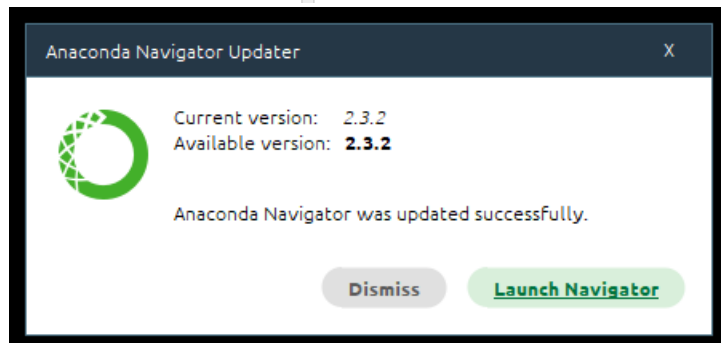 Anaconda Navigator Updater X
Current version: 2.3.2
Available version: 2.3.2
Anaconda Navigator was updated successfully.
Dismiss Launch Navigator